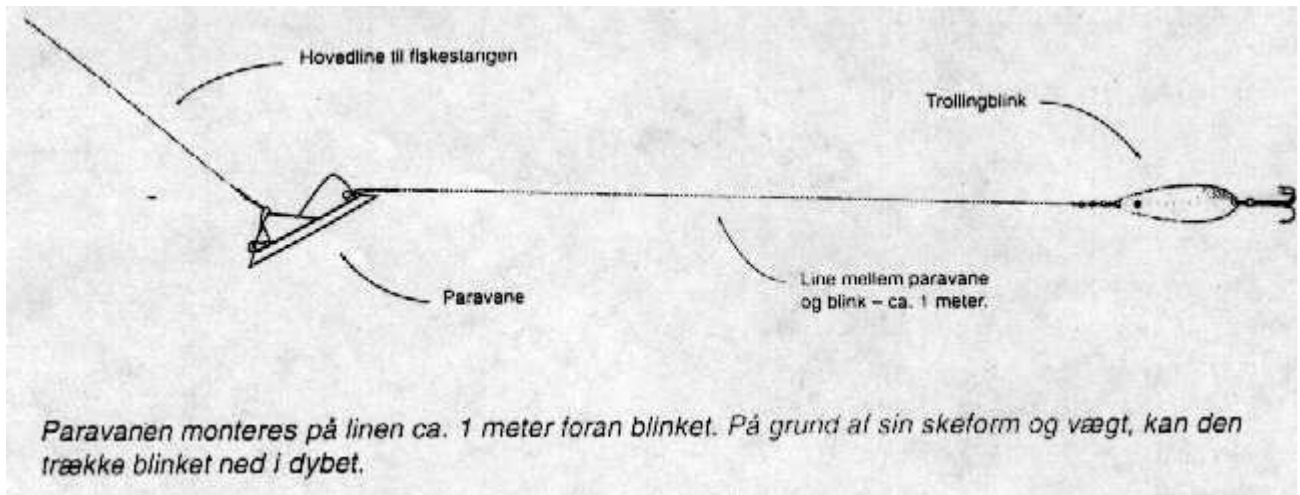 Hovedline til fiskestangen
Trollingblink
Line mellem paravane
og blink – ca. 1 meter.
Paravane
Paravanen monteres på linen ca. 1 meter foran blinket. På grund af sin skeform og vægt, kan den
trække blinket ned i dybet.